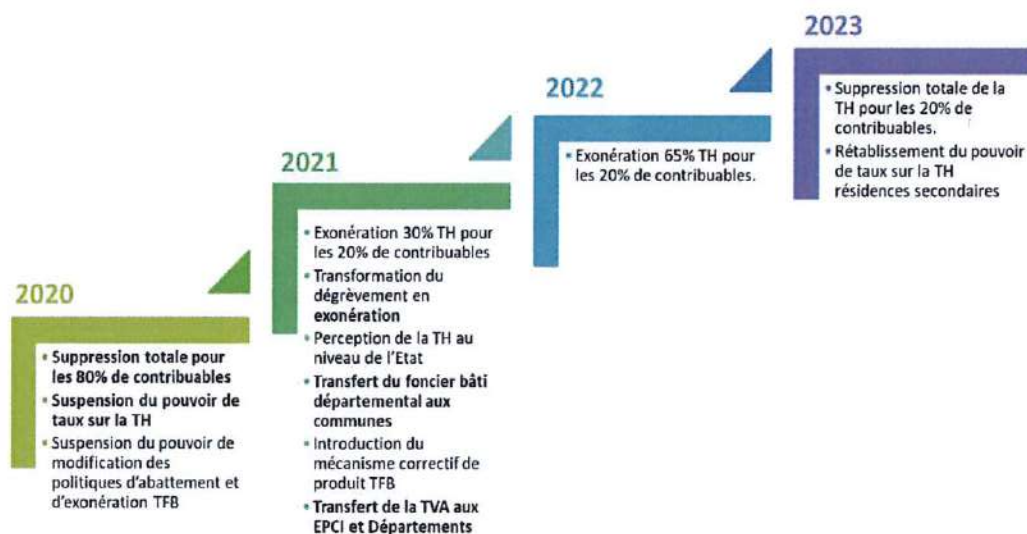 2020
• Suppression totale pour
les 80% de contribuables
• Suspension du pouvoir de
taux sur la TH
• Suspension du pouvoir de
modification des
politiques d'abattement et
d'exonération TFB
2021
• Exonération 30% TH pour
les 20% de contribuables
• Transformation du
dégrèvement en
exonération
• Perception de la TH au
niveau de l'Etat
• Transfert du foncier bâti
départemental aux
communes
• Introduction du
mécanisme correctif de
produit TFB
• Transfert de la TVA aux
EPCI et Départements
2022
• Exonération 65% TH pour
les 20% de contribuables.
2023
• Suppression totale de la
TH pour les 20% de
contribuables.
• Rétablissement du pouvoir
de taux sur la TH
résidences secondaires